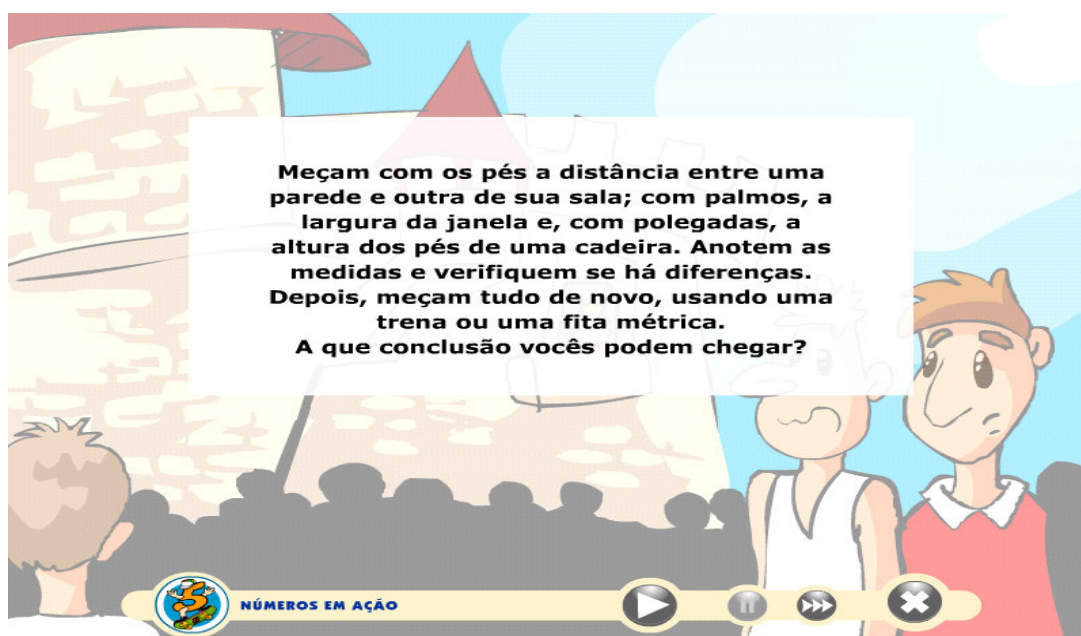 Meçam com os pés a distância entre uma
parede e outra de sua sala; com palmos, a
largura da janela e, com polegadas, a
altura dos pés de uma cadeira. Anotem as
medidas e verifiquem se há diferenças.
Depois, meçam tudo de novo, usando uma
trena ou uma fita métrica.
A que conclusão vocês podem chegar?
NÚMEROS EM AÇÃO